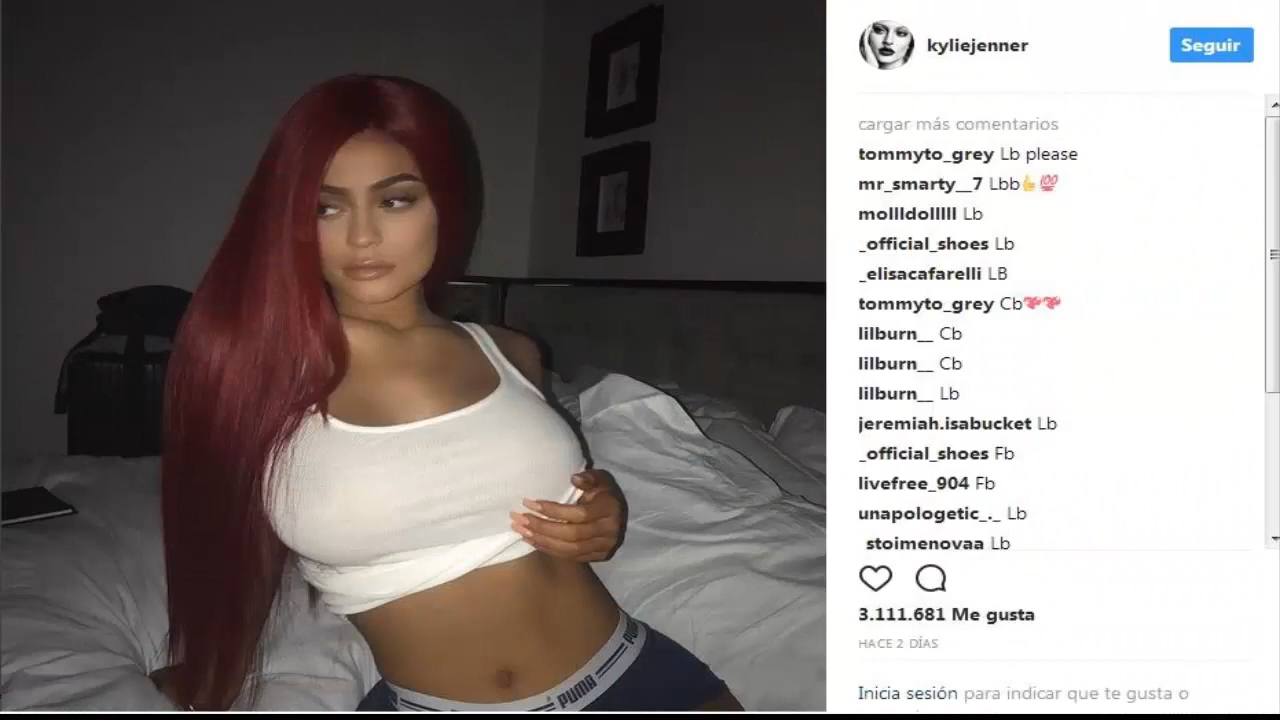 kyliejenner
Seguir
cargar más comentarios
tommyto_grey Lb please
mr_smarty__7 Lbb👍💯
mollldolllll Lb
_official_shoes Lb
_elisacafarelli LB
tommyto_grey Cb💞💞
lilburn__ Cb
lilburn__ Cb
lilburn__ Lb
jeremiah.isabucket Lb
_official_shoes Fb
livefree_904 Fb
unapologetic_._ Lb
_stoimenovaa Lb
3.111.681 Me gusta
HACE 2 DÍAS
Inicia sesión para indicar que te gusta o
PUMA